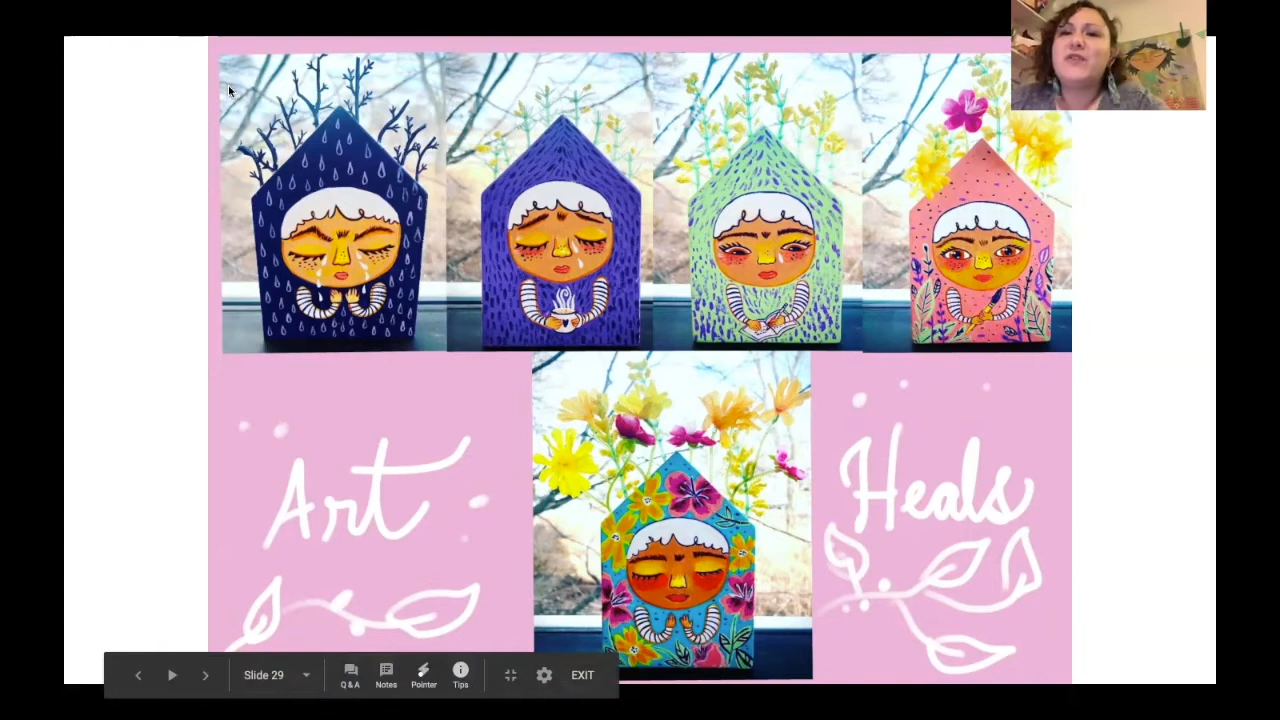 Art
Heals
Slide 29
Q & A
Notes
Pointer
Tips
EXIT